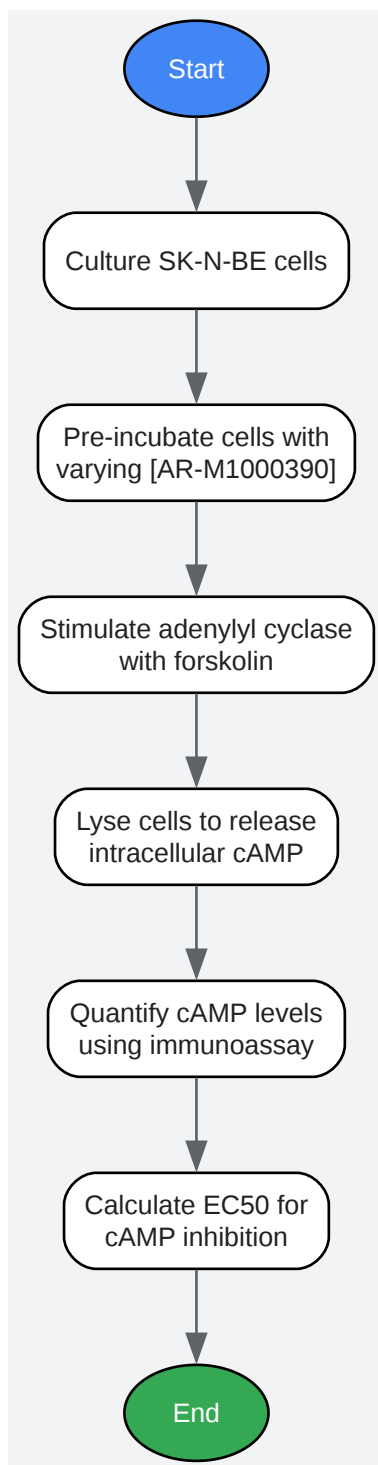 Start
Culture SK-N-BE cells
Pre-incubate cells with
varying [AR-M1000390]
Stimulate adenylyl cyclase
with forskolin
Lyse cells to release
intracellular cAMP
Quantify cAMP levels
using immunoassay
Calculate EC50 for
cAMP inhibition
End